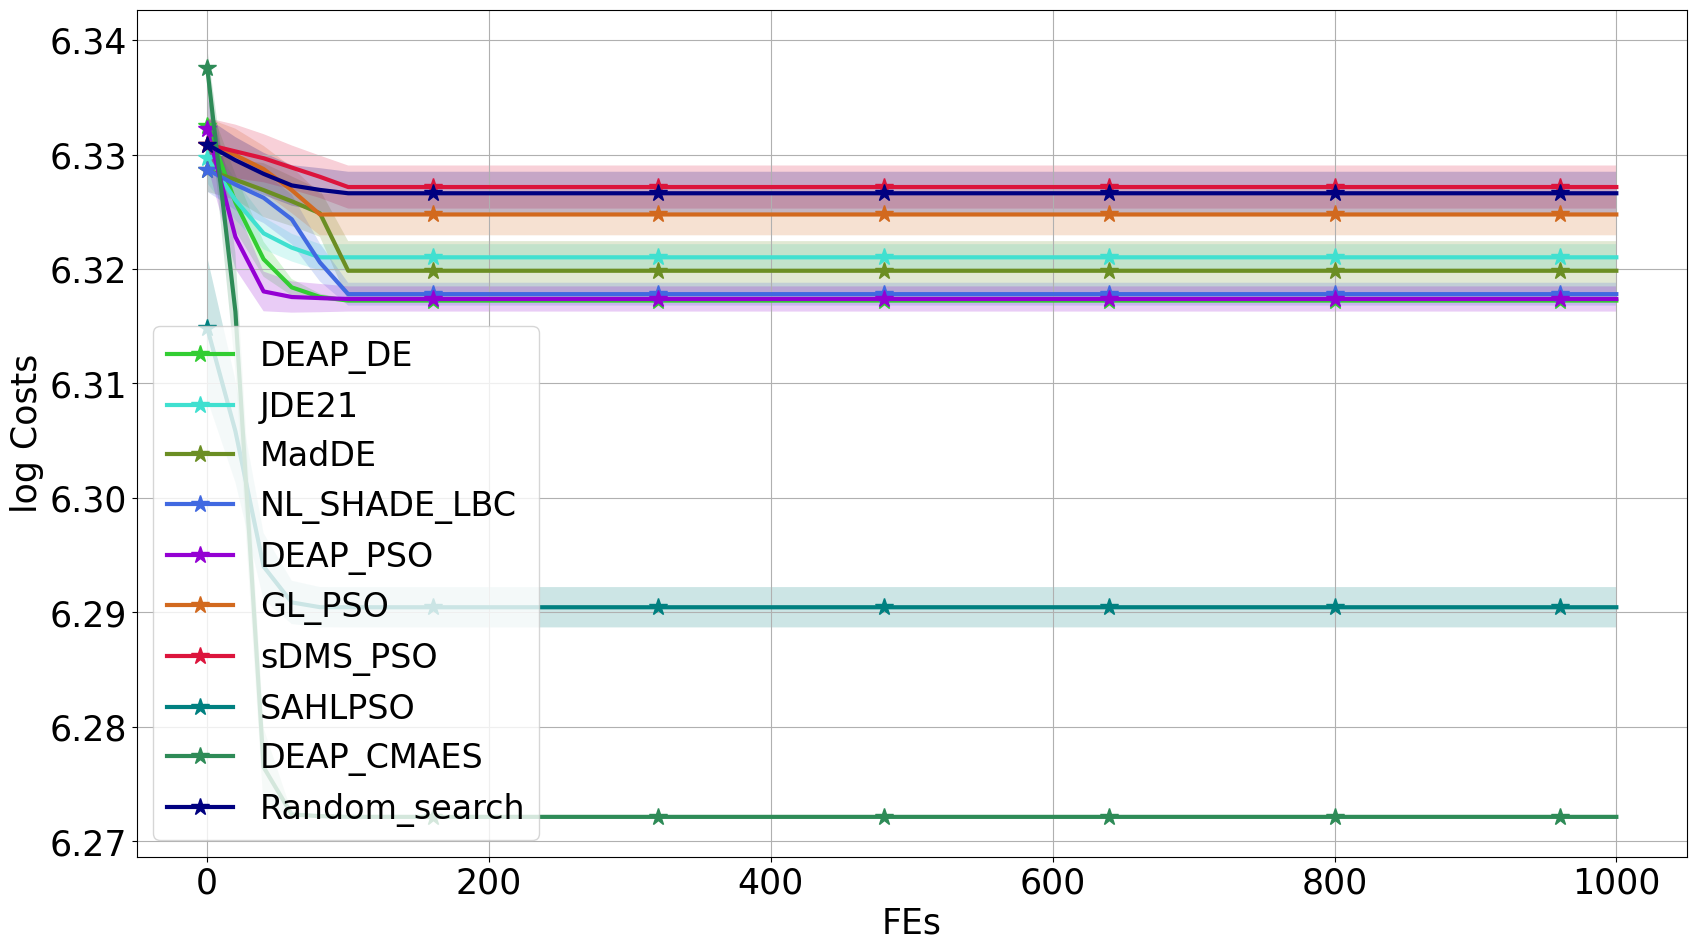 6.34
6.33
6.32
6.31
6.30
6.29
6.28
6.27
log Costs
DEAP_DE
JDE21
MadDE
NL_SHADE_LBC
DEAP_PSO
GL_PSO
sDMS_PSO
SAHLPSO
DEAP_CMAES
Random_search
0 200 400 600 800 1000
FEs